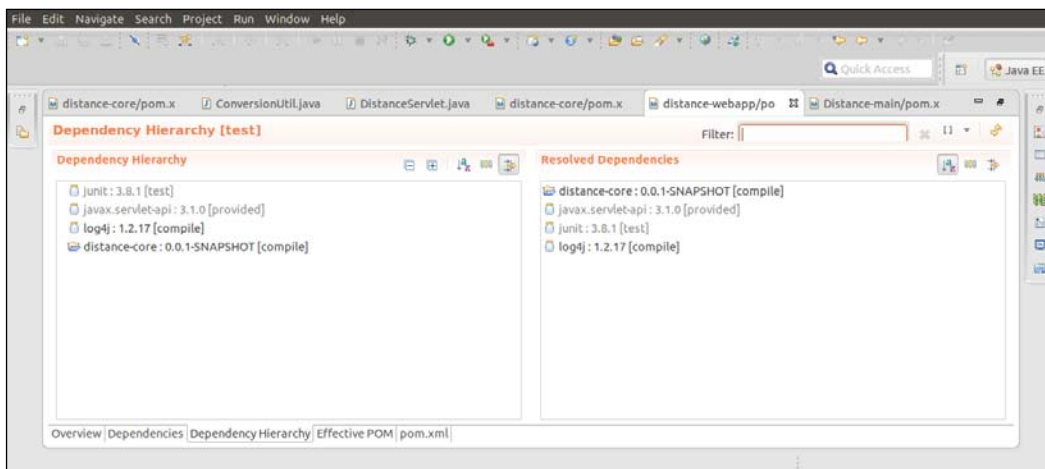 File Edit Navigate Search Project Run Window Help
Quick Access
Java EE
distance-core/pom.x ConversionUtil.java DistanceServlet.java distance-core/pom.x distance-webapp/po Distance-main/pom.x
Dependency Hierarchy [test]
Filter:
Dependency Hierarchy
Resolved Dependencies
junit : 3.8.1 [test]
javax.servlet-api : 3.1.0 [provided]
log4j : 1.2.17 [compile]
distance-core : 0.0.1-SNAPSHOT [compile]
distance-core : 0.0.1-SNAPSHOT [compile]
javax.servlet-api : 3.1.0 [provided]
junit : 3.8.1 [test]
log4j : 1.2.17 [compile]
Overview Dependencies Dependency Hierarchy Effective POM pom.xml